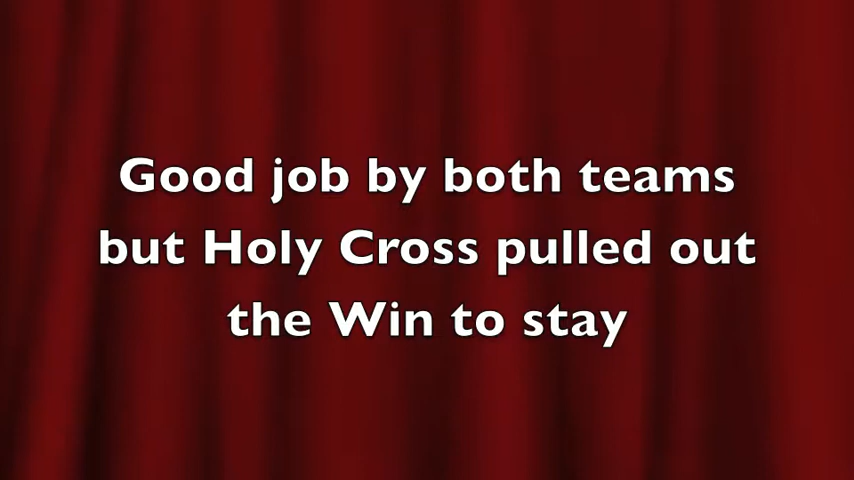 Good job by both teams
but Holy Cross pulled out
the Win to stay